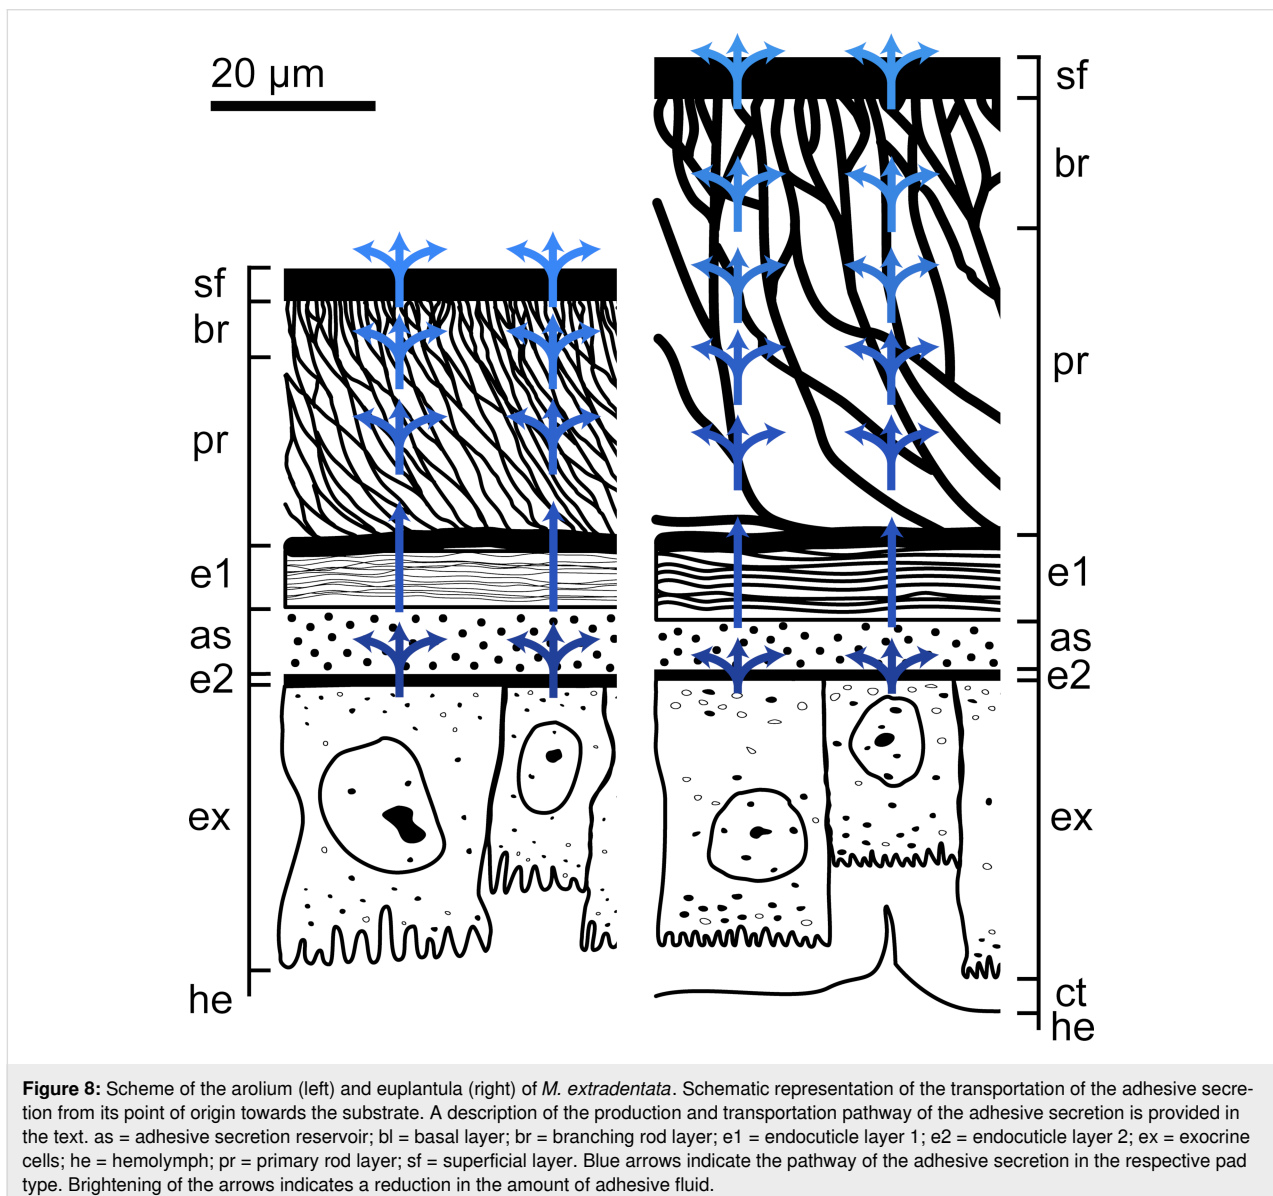 20 µm
sf
br
pr
e1
as
e2
ex
he
sf
br
pr
e1
as
e2
ex
ct
he
Figure 8: Scheme of the arolium (left) and euplantula (right) of M. extradentata. Schematic representation of the transportation of the adhesive secre-
tion from its point of origin towards the substrate. A description of the production and transportation pathway of the adhesive secretion is provided in
the text. as = adhesive secretion reservoir; bl = basal layer; br = branching rod layer; e1 = endocuticle layer 1; e2 = endocuticle layer 2; ex = exocrine
cells; he = hemolymph; pr = primary rod layer; sf = superficial layer. Blue arrows indicate the pathway of the adhesive secretion in the respective pad
type. Brightening of the arrows indicates a reduction in the amount of adhesive fluid.